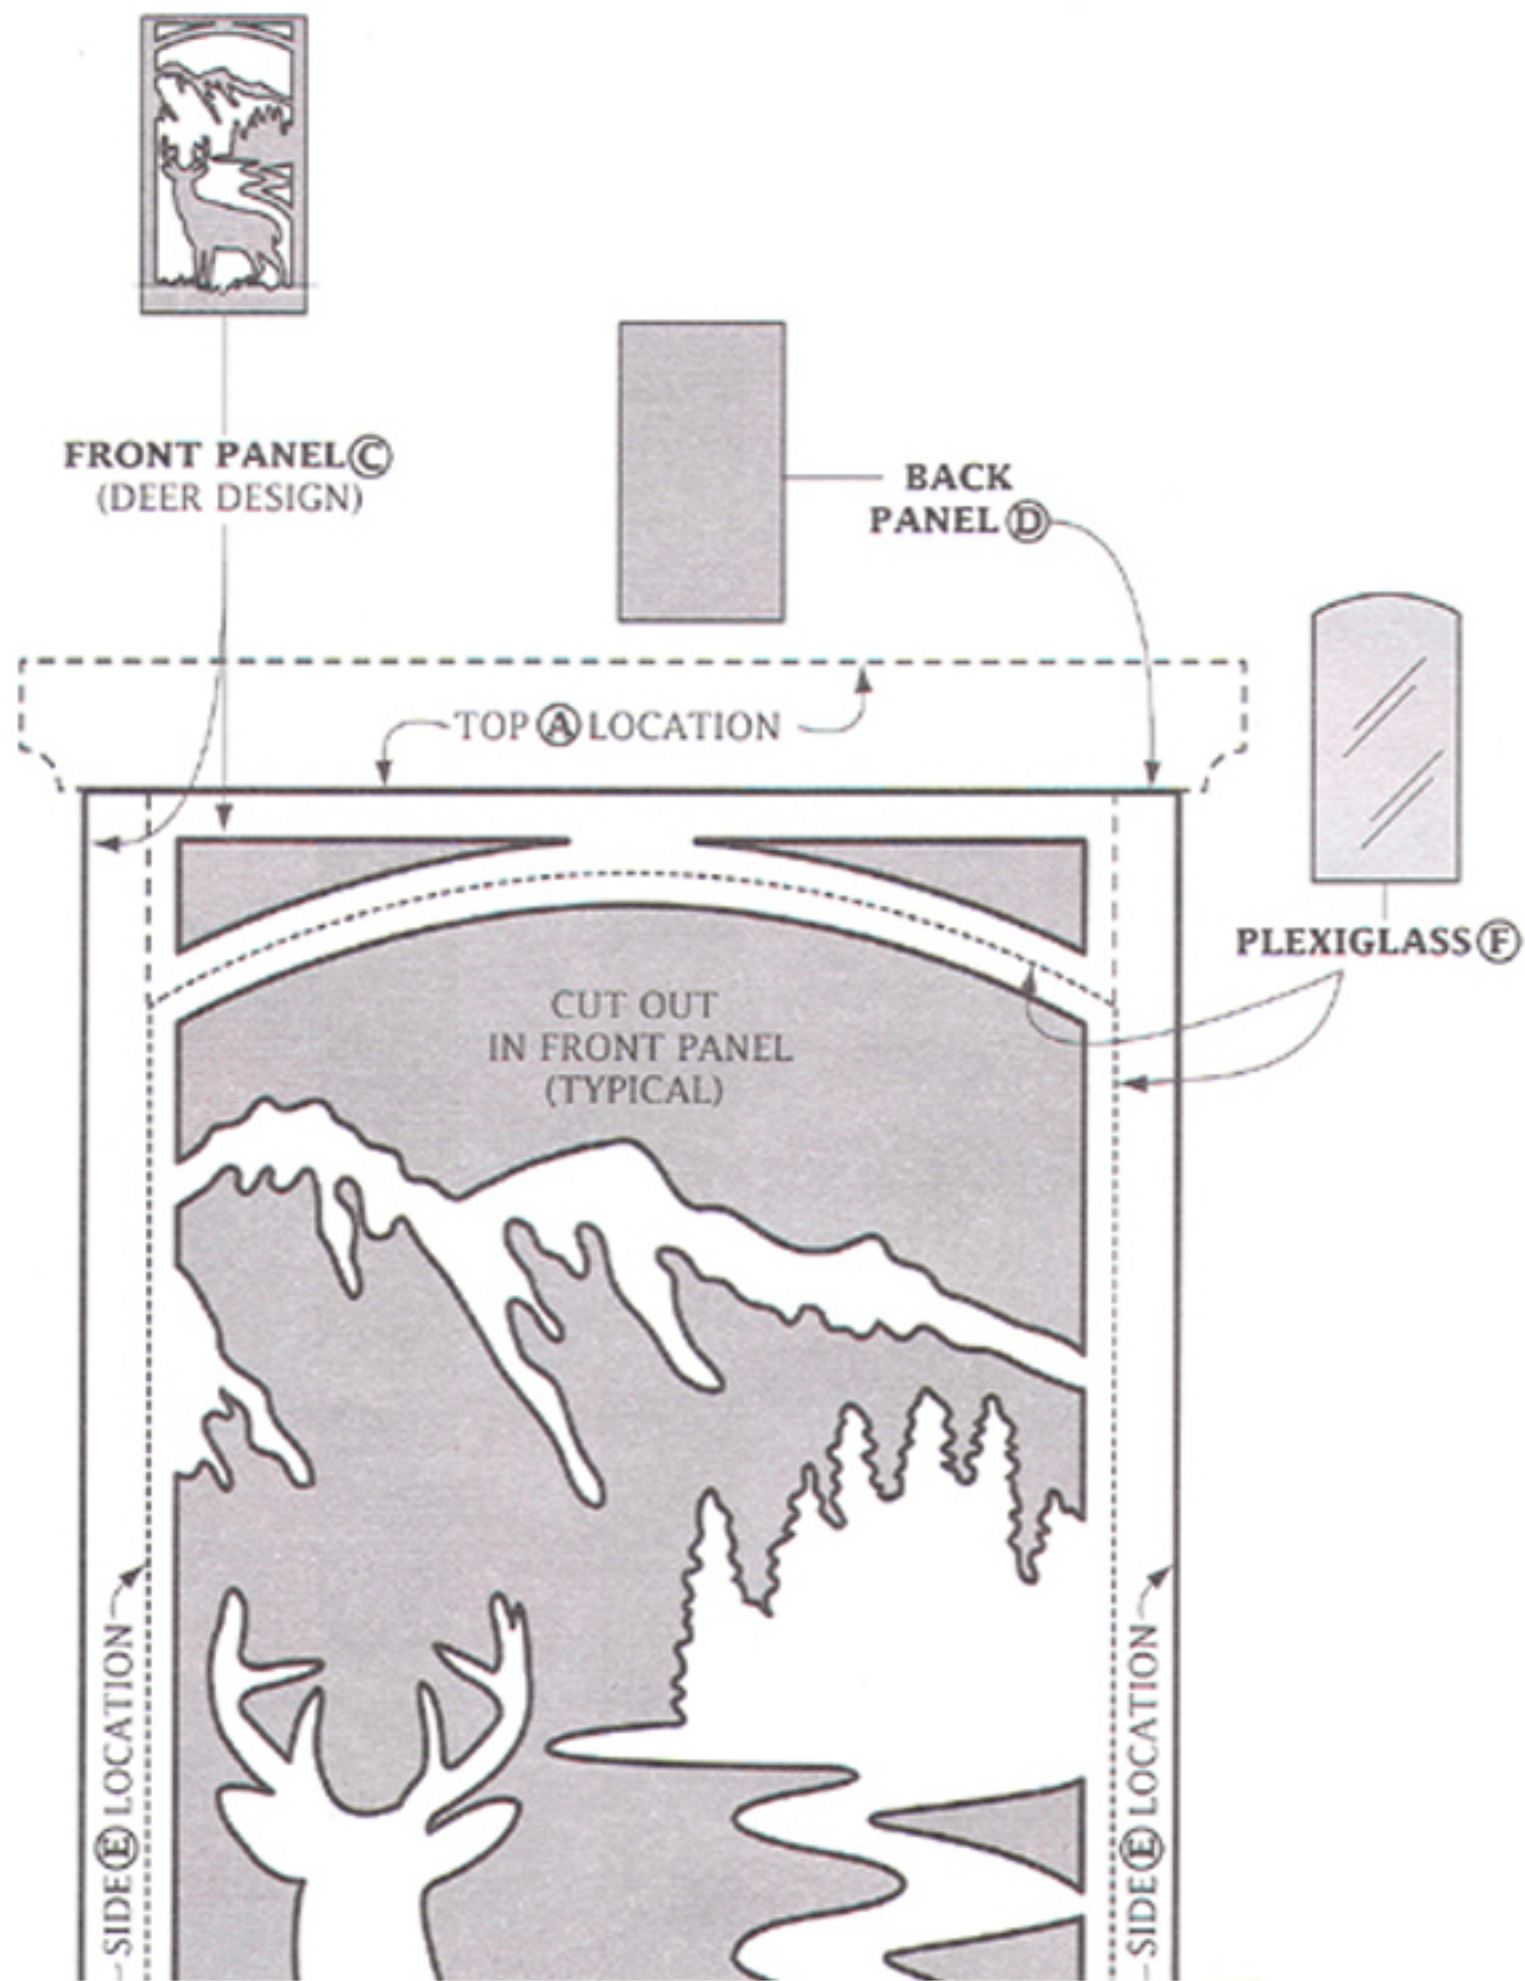 FRONT PANEL Ⓒ
(DEER DESIGN)
BACK
PANEL Ⓓ
TOP Ⓐ LOCATION
PLEXIGLASS Ⓕ
CUT OUT
IN FRONT PANEL
(TYPICAL)
SIDE Ⓔ LOCATION
SIDE Ⓔ LOCATION